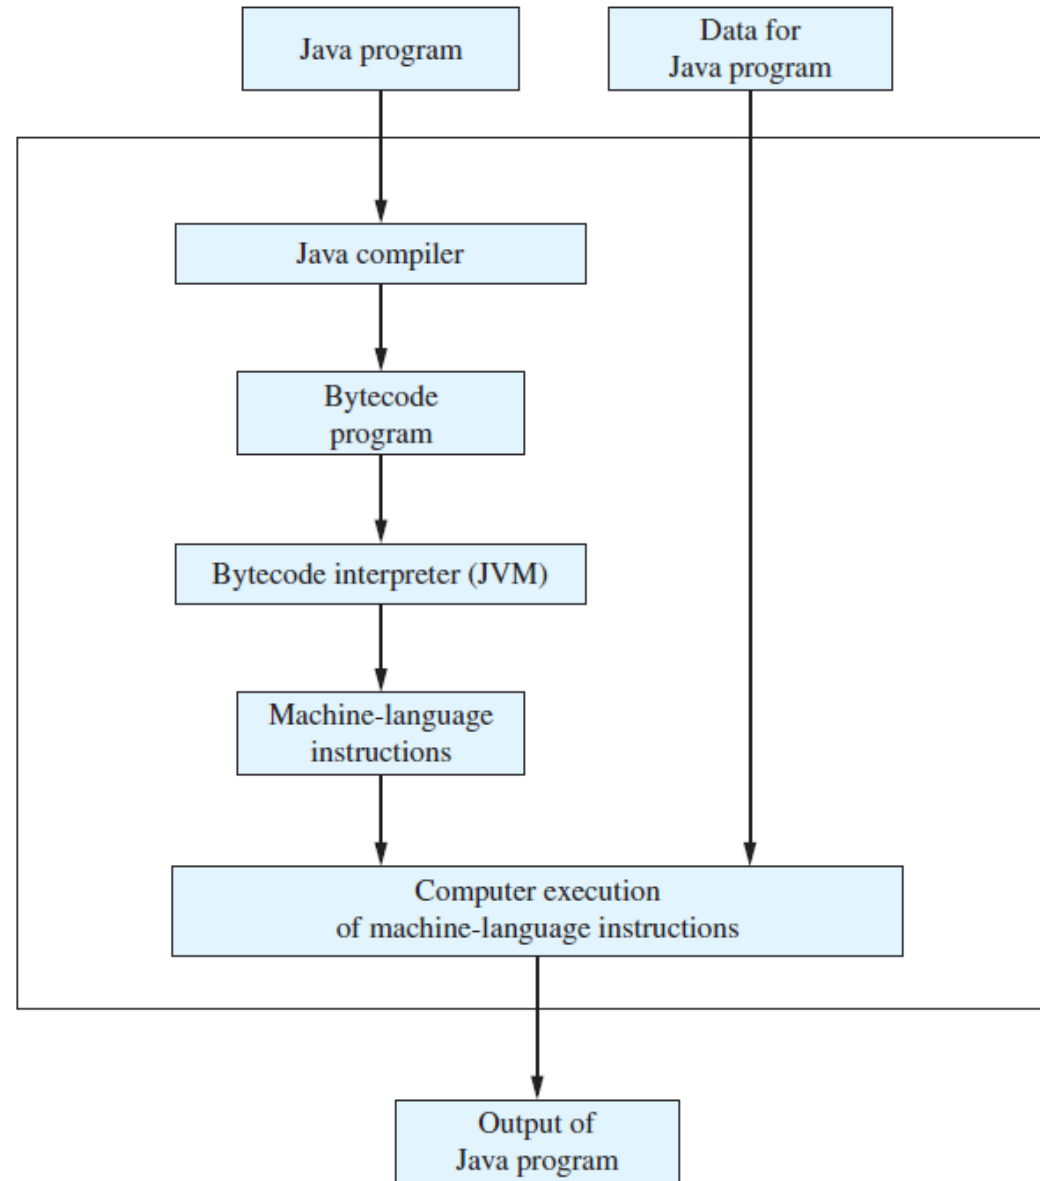 Java program
Data for
Java program
Java compiler
Bytecode
program
Bytecode interpreter (JVM)
Machine-language
instructions
Computer execution
of machine-language instructions
Output of
Java program